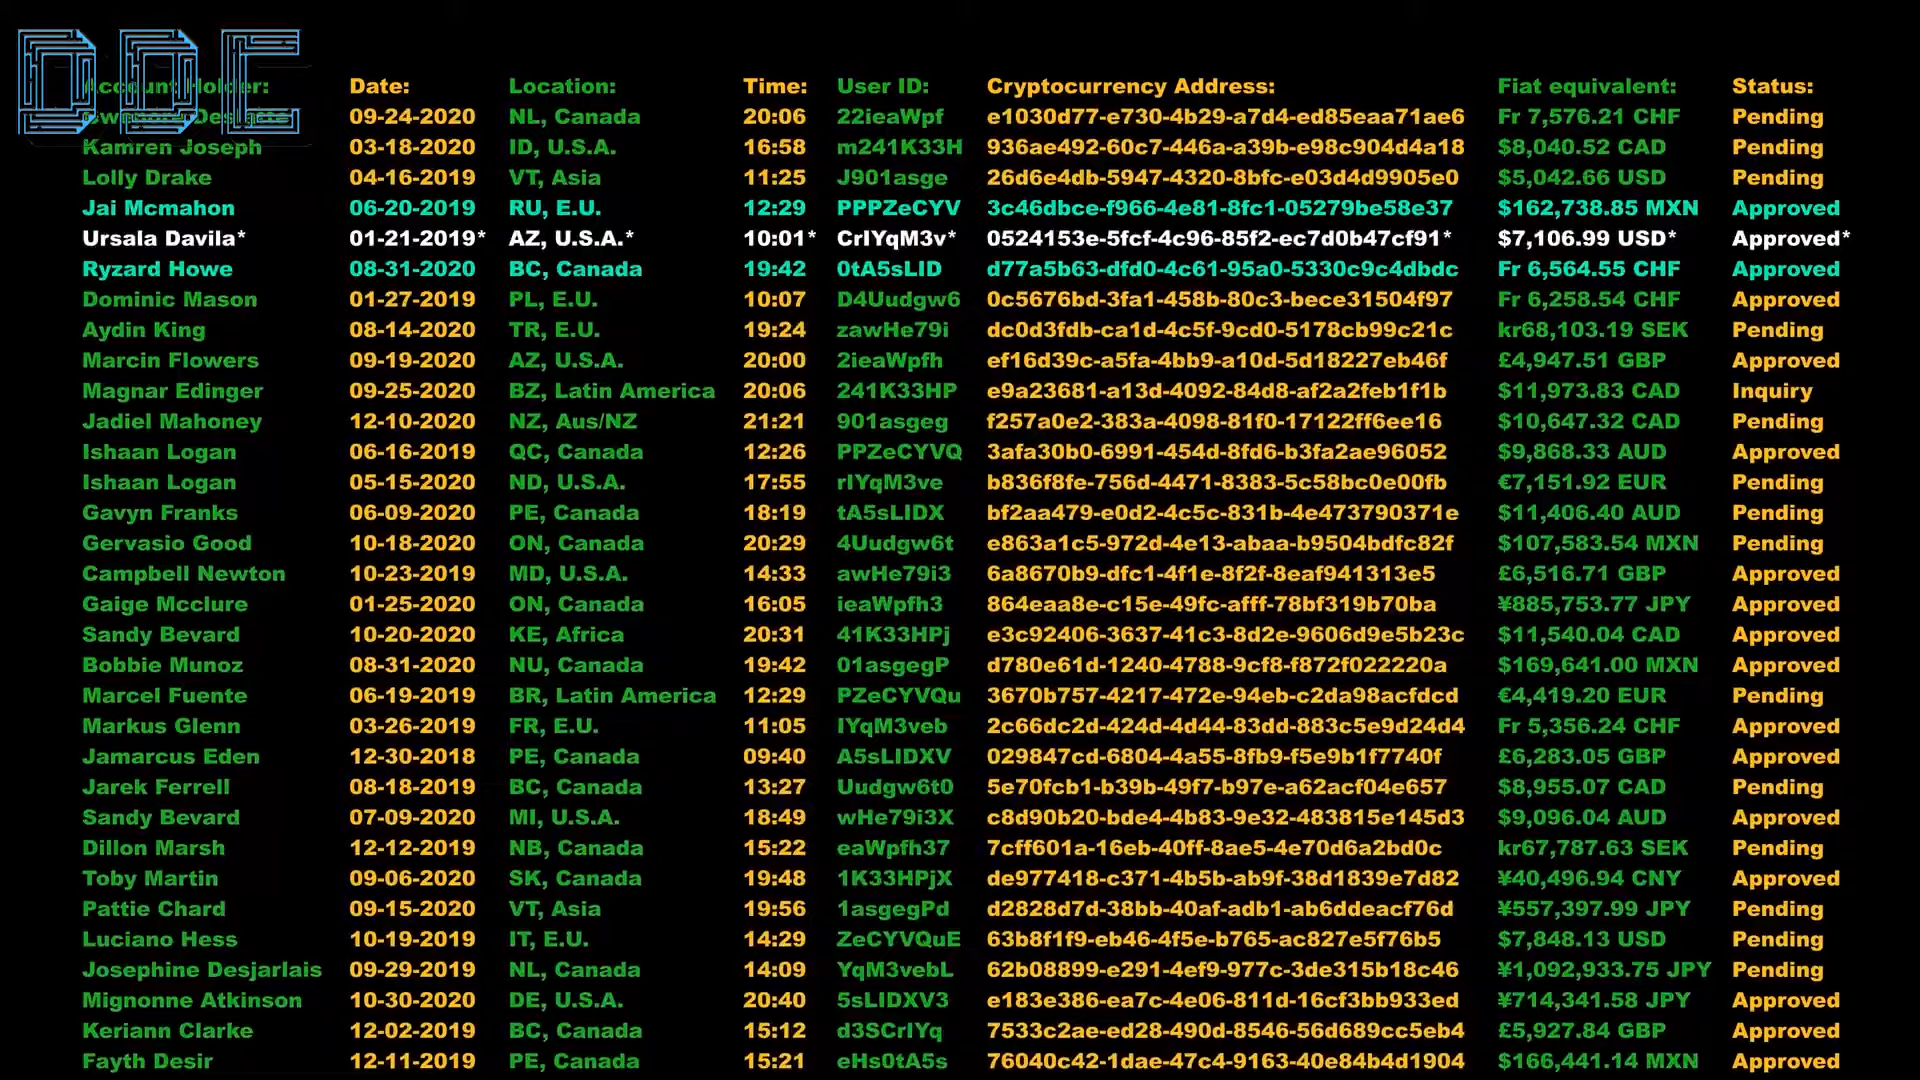 DDC
Account Holder: Date: Location: Time: User ID: Cryptocurrency Address: Fiat equivalent: Status:
09-24-2020 NL, Canada 20:06 22ieaWpf e1030d77-e730-4b29-a7d4-ed85eaa71ae6 Fr 7,576.21 CHF Pending
Kamren Joseph 03-18-2020 ID, U.S.A. 16:58 m241K33H 936ae492-60c7-446a-a39b-e98c904d4a18 $8,040.52 CAD Pending
Lolly Drake 04-16-2019 VT, Asia 11:25 J901asge 26d6e4db-5947-4320-8bfc-e03d4d9905e0 $5,042.66 USD Pending
Jai Mcmahon 06-20-2019 RU, E.U. 12:29 PPPZeCYV 3c46dbce-f966-4e81-8fc1-05279be58e37 $162,738.85 MXN Approved
Ursala Davila* 01-21-2019* AZ, U.S.A.* 10:01* CrIYqM3v* 0524153e-5fcf-4c96-85f2-ec7d0b47cf91* $7,106.99 USD* Approved*
Ryzard Howe 08-31-2020 BC, Canada 19:42 0tA5sLID d77a5b63-dfd0-4c61-95a0-5330c9c4dbdc Fr 6,564.55 CHF Approved
Dominic Mason 01-27-2019 PL, E.U. 10:07 D4Uudgw6 0c5676bd-3fa1-458b-80c3-bece31504f97 Fr 6,258.54 CHF Approved
Aydin King 08-14-2020 TR, E.U. 19:24 zawHe79i dc0d3fdb-ca1d-4c5f-9cd0-5178cb99c21c kr68,103.19 SEK Pending
Marcin Flowers 09-19-2020 AZ, U.S.A. 20:00 2ieaWpfh ef16d39c-a5fa-4bb9-a10d-5d18227eb46f £4,947.51 GBP Approved
Magnar Edinger 09-25-2020 BZ, Latin America 20:06 241K33HP e9a23681-a13d-4092-84d8-af2a2feb1f1b $11,973.83 CAD Inquiry
Jadiel Mahoney 12-10-2020 NZ, Aus/NZ 21:21 901asgeg f257a0e2-383a-4098-81f0-17122ff6ee16 $10,647.32 CAD Pending
Ishaan Logan 06-16-2019 QC, Canada 12:26 PPZeCYVQ 3afa30b0-6991-454d-8fd6-b3fa2ae96052 $9,868.33 AUD Approved
Ishaan Logan 05-15-2020 ND, U.S.A. 17:55 rIYqM3ve b836f8fe-756d-4471-8383-5c58bc0e00fb €7,151.92 EUR Pending
Gavyn Franks 06-09-2020 PE, Canada 18:19 tA5sLIDX bf2aa479-e0d2-4c5c-831b-4e473790371e $11,406.40 AUD Pending
Gervasio Good 10-18-2020 ON, Canada 20:29 4Uudgw6t e863a1c5-972d-4e13-abaa-b9504bdfc82f $107,583.54 MXN Pending
Campbell Newton 10-23-2019 MD, U.S.A. 14:33 awHe79i3 6a8670b9-dfc1-4f1e-8f2f-8eaf941313e5 £6,516.71 GBP Approved
Gaige Mcclure 01-25-2020 ON, Canada 16:05 ieaWpfh3 864eaa8e-c15e-49fc-afff-78bf319b70ba ¥885,753.77 JPY Approved
Sandy Bevard 10-20-2020 KE, Africa 20:31 41K33HPj e3c92406-3637-41c3-8d2e-9606d9e5b23c $11,540.04 CAD Approved
Bobbie Munoz 08-31-2020 NU, Canada 19:42 01asgegP d780e61d-1240-4788-9cf8-f872f022220a $169,641.00 MXN Approved
Marcel Fuente 06-19-2019 BR, Latin America 12:29 PZeCYVQu 3670b757-4217-472e-94eb-c2da98acfdcd €4,419.20 EUR Pending
Markus Glenn 03-26-2019 FR, E.U. 11:05 IYqM3veb 2c66dc2d-424d-4d44-83dd-883c5e9d24d4 Fr 5,356.24 CHF Approved
Jamarcus Eden 12-30-2018 PE, Canada 09:40 A5sLIDXV 029847cd-6804-4a55-8fb9-f5e9b1f7740f £6,283.05 GBP Approved
Jarek Ferrell 08-18-2019 BC, Canada 13:27 Uudgw6t0 5e70fcb1-b39b-49f7-b97e-a62acf04e657 $8,955.07 CAD Pending
Sandy Bevard 07-09-2020 MI, U.S.A. 18:49 wHe79i3X c8d90b20-bde4-4b83-9e32-483815e145d3 $9,096.04 AUD Approved
Dillon Marsh 12-12-2019 NB, Canada 15:22 eaWpfh37 7cff601a-16eb-40ff-8ae5-4e70d6a2bd0c kr67,787.63 SEK Pending
Toby Martin 09-06-2020 SK, Canada 19:48 1K33HPjX de977418-c371-4b5b-ab9f-38d1839e7d82 ¥40,496.94 CNY Approved
Pattie Chard 09-15-2020 VT, Asia 19:56 1asgegPd d2828d7d-38bb-40af-adb1-ab6ddeacf76d ¥557,397.99 JPY Pending
Luciano Hess 10-19-2019 IT, E.U. 14:29 ZeCYVQuE 63b8f1f9-eb46-4f5e-b765-ac827e5f76b5 $7,848.13 USD Pending
Josephine Desjarlais 09-29-2019 NL, Canada 14:09 YqM3vebL 62b08899-e291-4ef9-977c-3de315b18c46 ¥1,092,933.75 JPY Pending
Mignonne Atkinson 10-30-2020 DE, U.S.A. 20:40 5sLIDXV3 e183e386-ea7c-4e06-811d-16cf3bb933ed ¥714,341.58 JPY Approved
Keriann Clarke 12-02-2019 BC, Canada 15:12 d3SCrIYq 7533c2ae-ed28-490d-8546-56d689cc5eb4 £5,927.84 GBP Approved
Fayth Desir 12-11-2019 PE, Canada 15:21 eHs0tA5s 76040c42-1dae-47c4-9163-40e84b4d1904 $166,441.14 MXN Approved